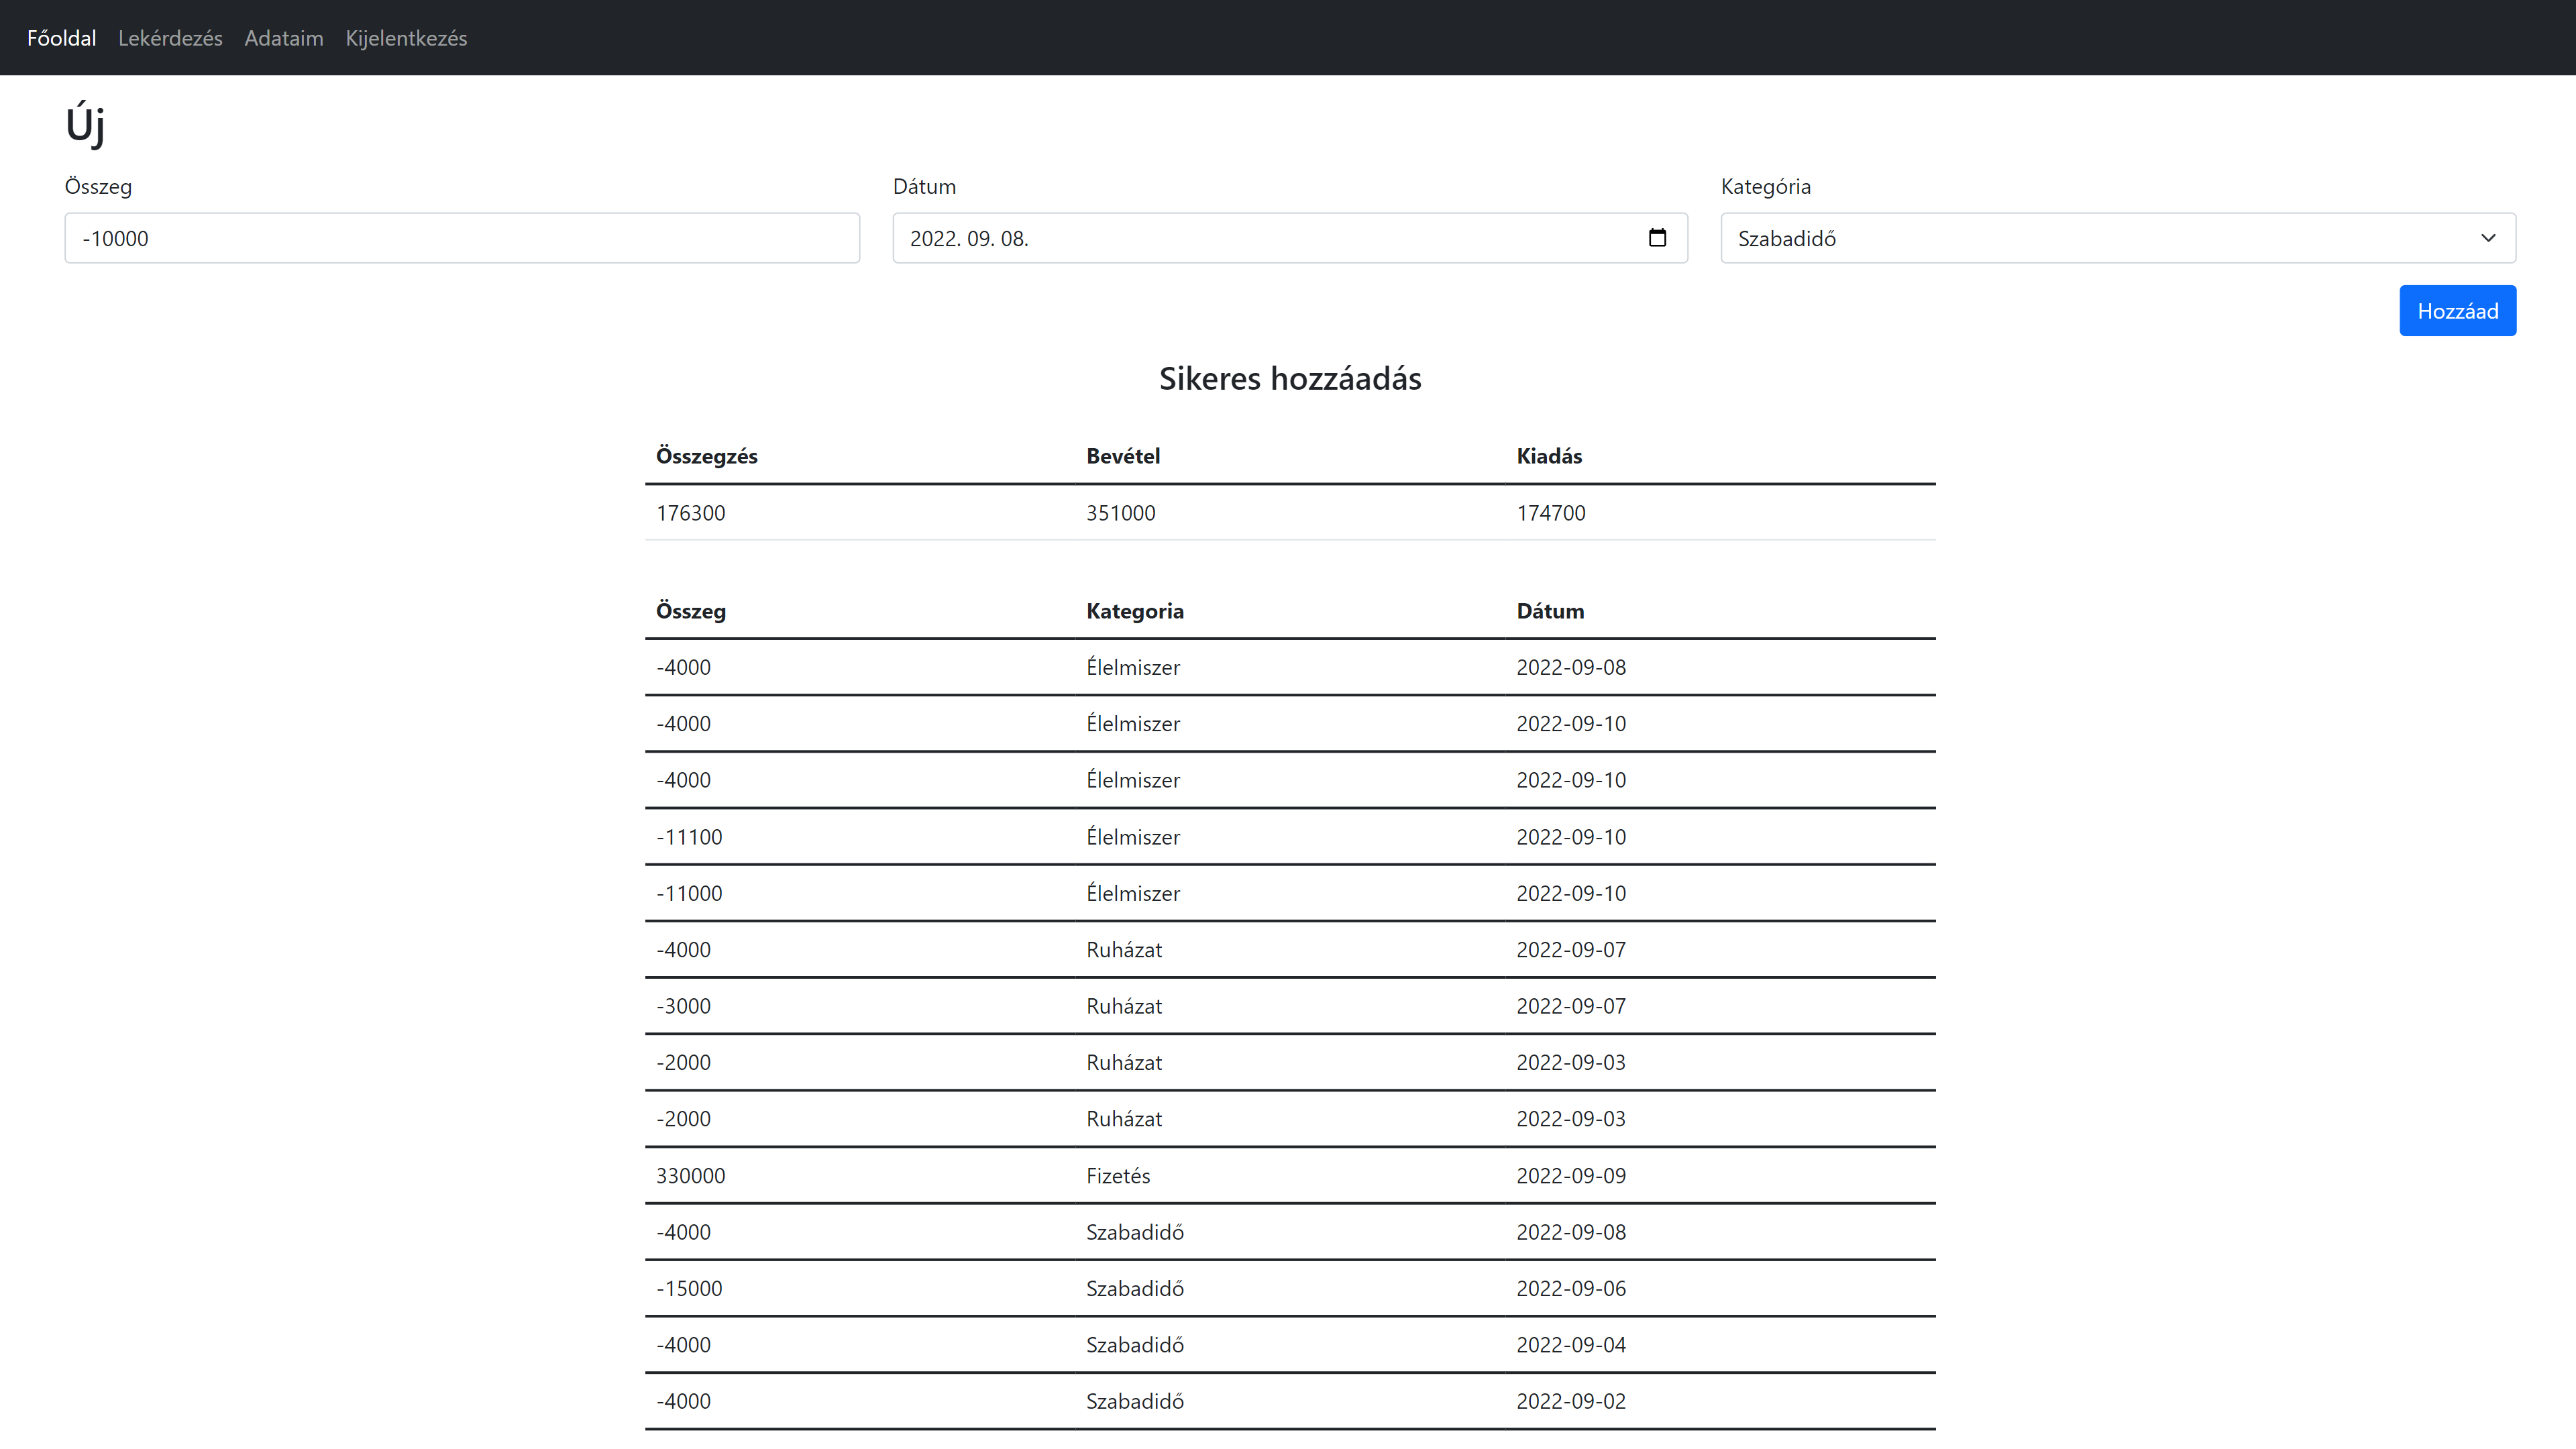 Főoldal Lekérdezés Adataim Kijelentkezés
Új
Összeg Dátum Kategória
-10000 2022. 09. 08. Szabadidő
Hozzáad
Sikeres hozzáadás
Összegzés Bevétel Kiadás
176300 351000 174700
Összeg Kategoria Dátum
-4000 Élelmiszer 2022-09-08
-4000 Élelmiszer 2022-09-10
-4000 Élelmiszer 2022-09-10
-11100 Élelmiszer 2022-09-10
-11000 Élelmiszer 2022-09-10
-4000 Ruházat 2022-09-07
-3000 Ruházat 2022-09-07
-2000 Ruházat 2022-09-03
-2000 Ruházat 2022-09-03
330000 Fizetés 2022-09-09
-4000 Szabadidő 2022-09-08
-15000 Szabadidő 2022-09-06
-4000 Szabadidő 2022-09-04
-4000 Szabadidő 2022-09-02